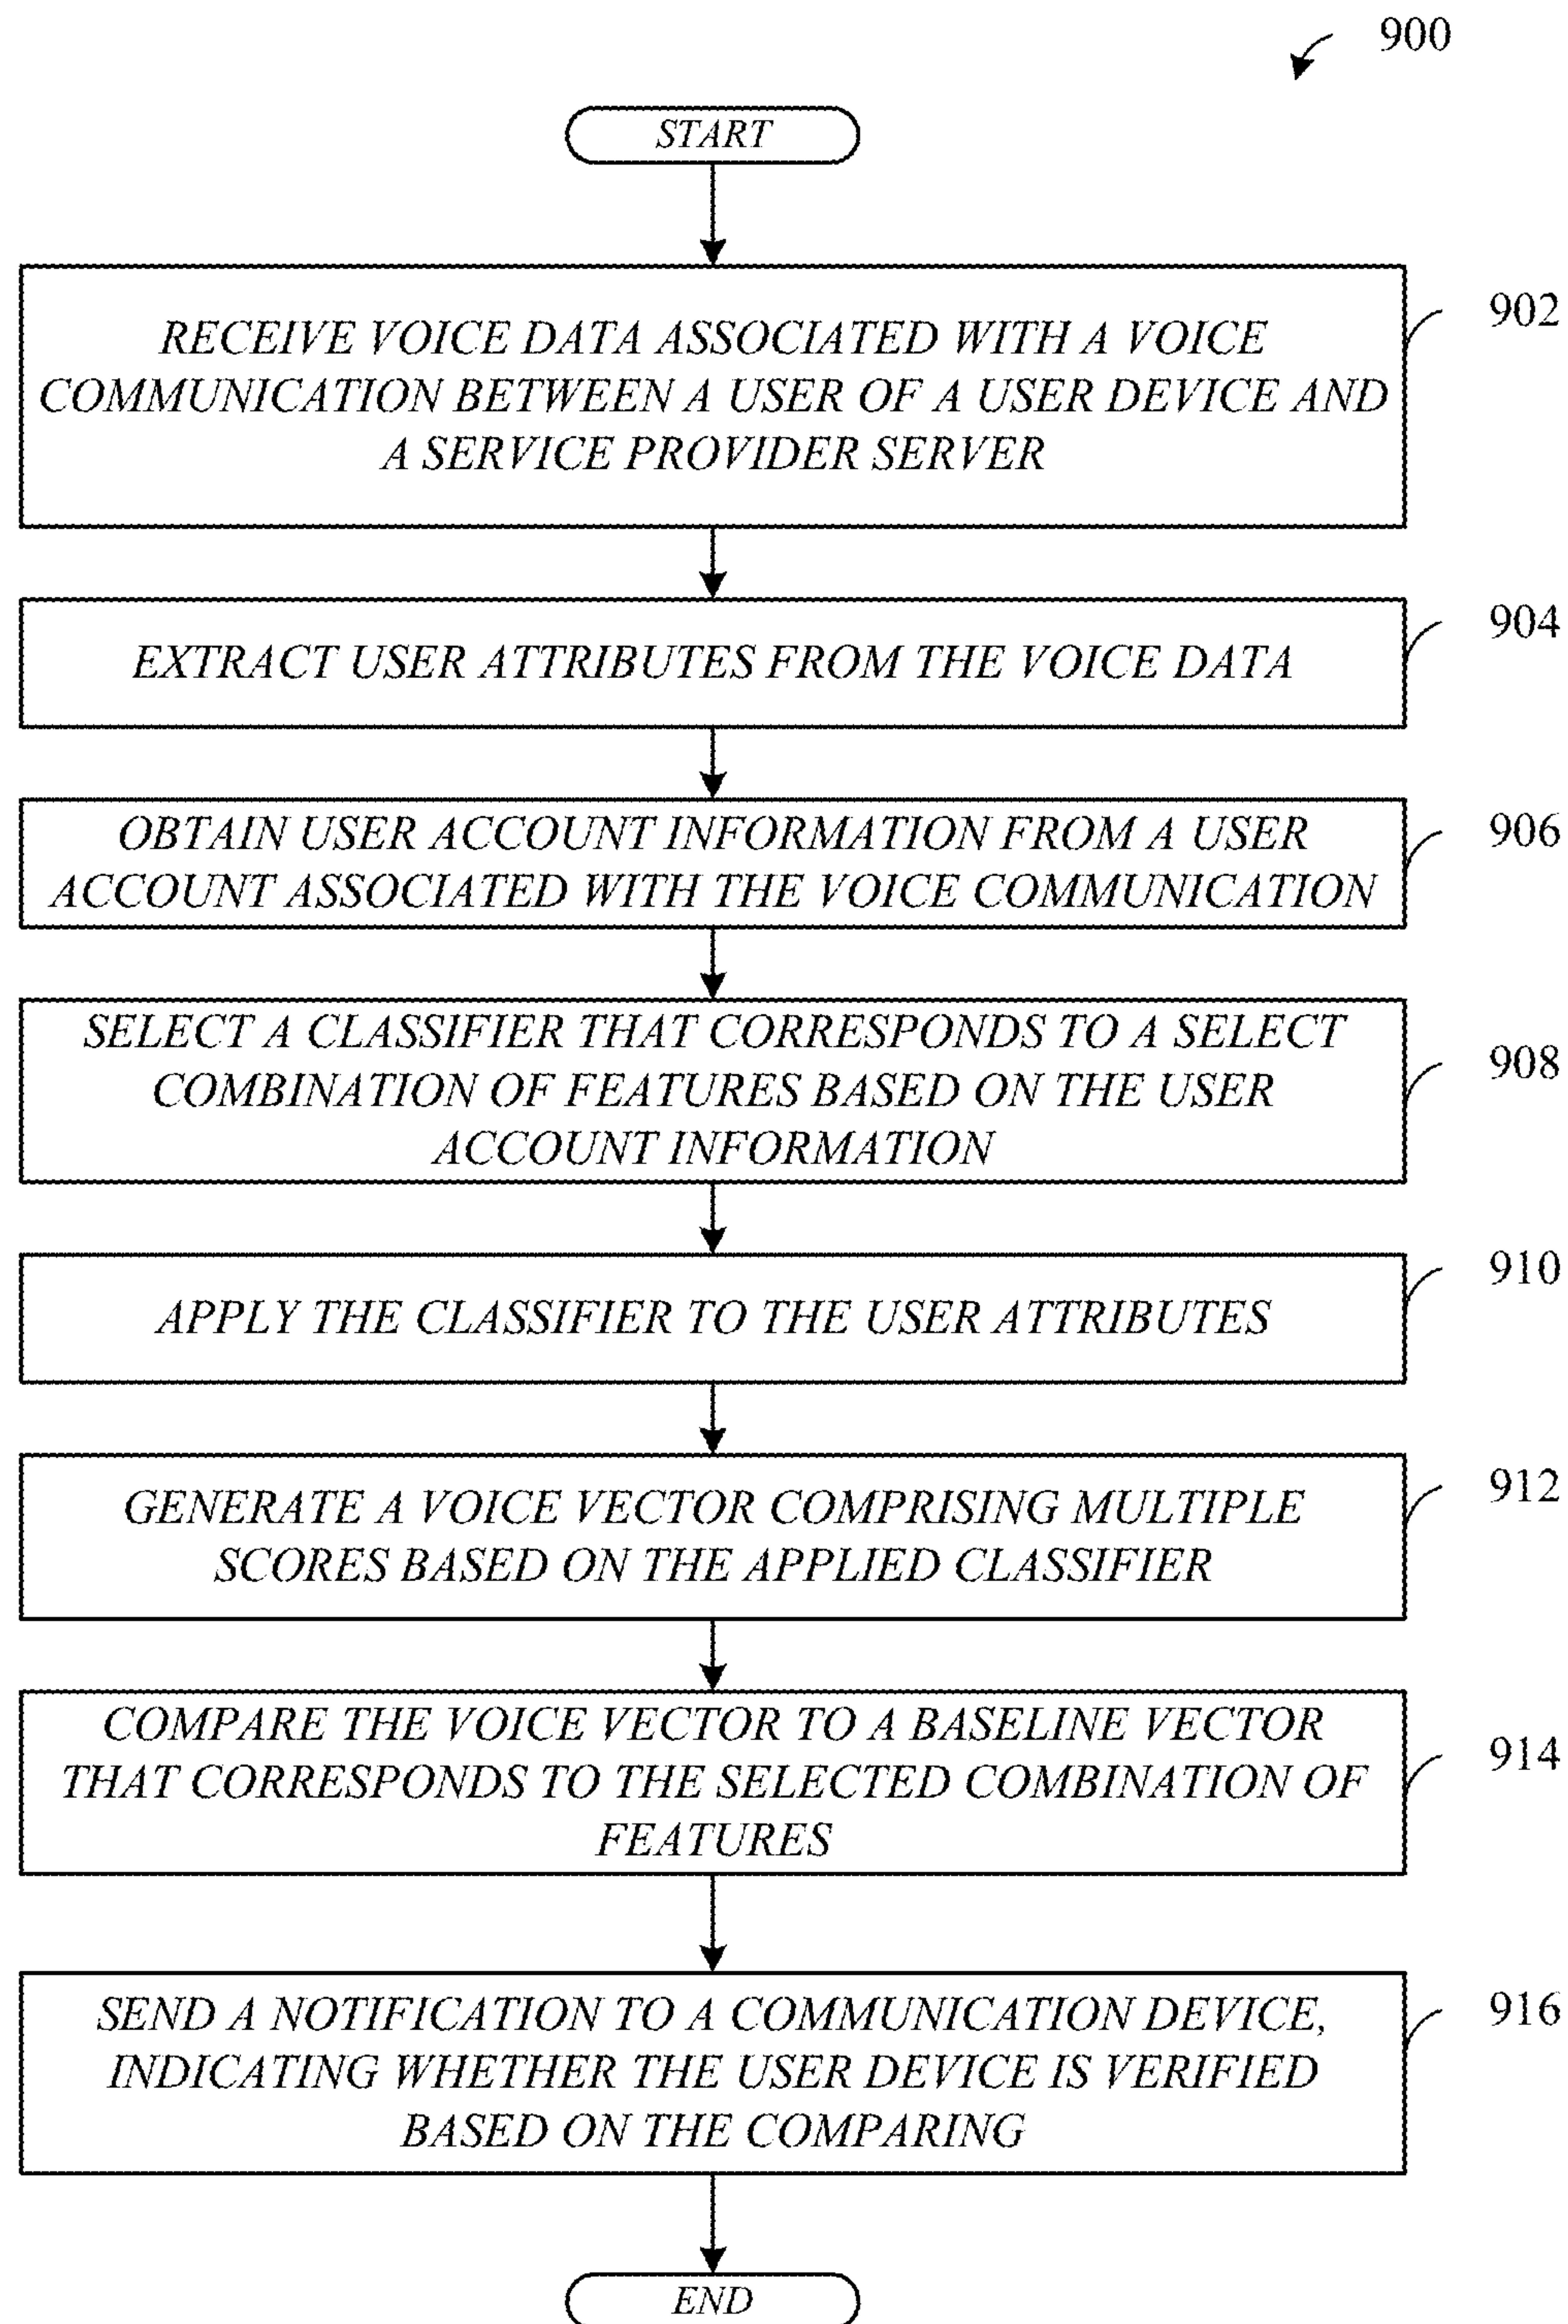 900
START
RECEIVE VOICE DATA ASSOCIATED WITH A VOICE
COMMUNICATION BETWEEN A USER OF A USER DEVICE AND
A SERVICE PROVIDER SERVER
902
EXTRACT USER ATTRIBUTES FROM THE VOICE DATA
904
OBTAIN USER ACCOUNT INFORMATION FROM A USER
ACCOUNT ASSOCIATED WITH THE VOICE COMMUNICATION
906
SELECT A CLASSIFIER THAT CORRESPONDS TO A SELECT
COMBINATION OF FEATURES BASED ON THE USER
ACCOUNT INFORMATION
908
APPLY THE CLASSIFIER TO THE USER ATTRIBUTES
910
GENERATE A VOICE VECTOR COMPRISING MULTIPLE
SCORES BASED ON THE APPLIED CLASSIFIER
912
COMPARE THE VOICE VECTOR TO A BASELINE VECTOR
THAT CORRESPONDS TO THE SELECTED COMBINATION OF
FEATURES
914
SEND A NOTIFICATION TO A COMMUNICATION DEVICE,
INDICATING WHETHER THE USER DEVICE IS VERIFIED
BASED ON THE COMPARING
916
END